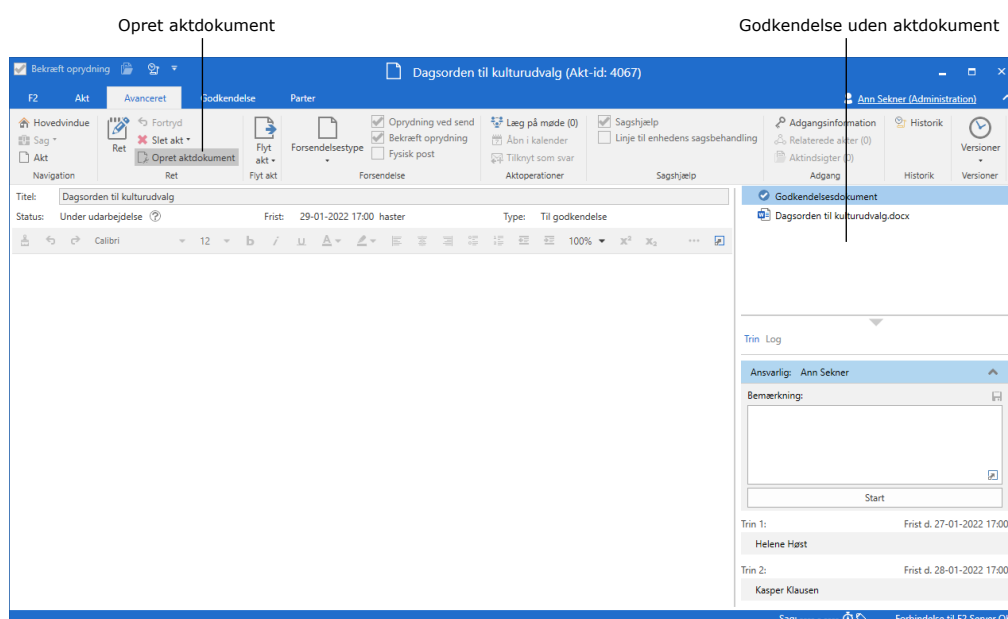 Opret aktdokument
Godkendelse uden aktdokument
Bekræft oprydning
Dagsorden til kulturudvalg (Akt-id: 4067)
F2 Akt Avanceret Godkendelse Parter Ann Sekner (Administration)
Hovedvindue
Sag
Akt
Navigation
Ret
Fortryd
Slet akt
Opret aktdokument
Ret
Flyt akt
Flyt akt
Forsendelsestype
Oprydning ved send
Bekræft oprydning
Fysisk post
Forsendelse
Læg på møde (0)
Åbn i kalender
Tilknyt som svar
Aktoperationer
Sagshjælp
Linje til enhedens sagsbehandling
Sagshjælp
Adgangsinformation
Relaterede akter (0)
Aktindsigter (0)
Adgang
Historik
Historik
Versioner
Versioner
Titel: Dagsorden til kulturudvalg
Status: Under udarbejdelse Frist: 29-01-2022 17:00 haster Type: Til godkendelse
Calibri 12 b i u A 100% x² x₂ ...
Godkendelsesdokument
Dagsorden til kulturudvalg.docx
Trin Log
Ansvarlig: Ann Sekner
Bemærkning:
Start
Trin 1: Frist d. 27-01-2022 17:00
Helene Høst
Trin 2: Frist d. 28-01-2022 17:00
Kasper Klausen